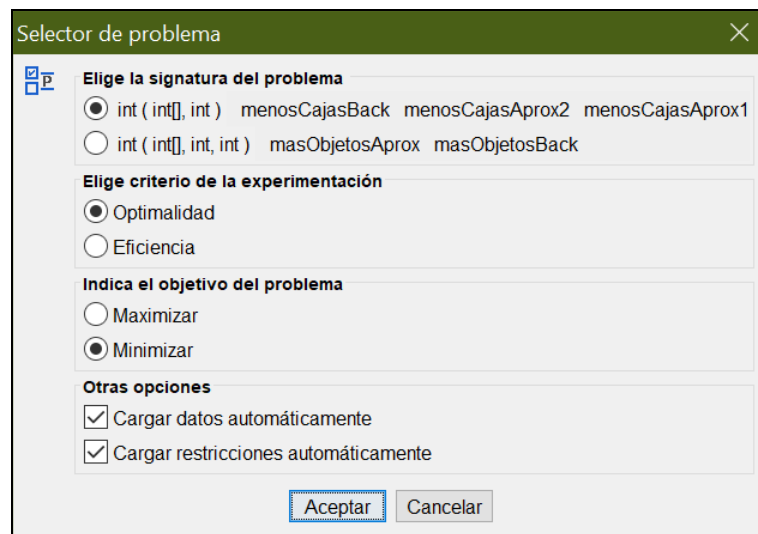 Selector de problema
P
Elige la signatura del problema
int ( int[], int ) menosCajasBack menosCajasAprox2 menosCajasAprox1
int ( int[], int, int ) masObjetosAprox masObjetosBack
Elige criterio de la experimentación
Optimalidad
Eficiencia
Indica el objetivo del problema
Maximizar
Minimizar
Otras opciones
Cargar datos automáticamente
Cargar restricciones automáticamente
Aceptar Cancelar